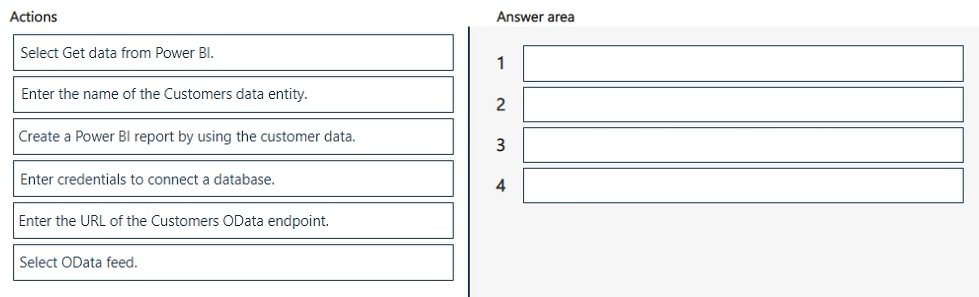 Actions
Select Get data from Power BI.
Enter the name of the Customers data entity.
Create a Power BI report by using the customer data.
Enter credentials to connect a database.
Enter the URL of the Customers OData endpoint.
Select OData feed.
Answer area
1
2
3
4